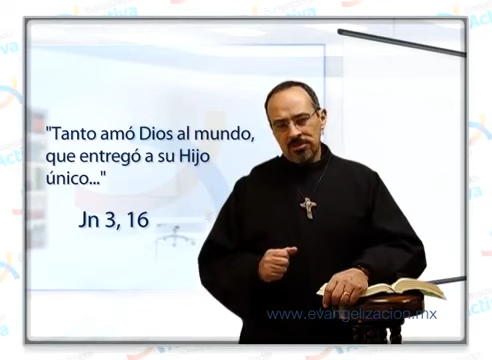 "Tanto amó Dios al mundo,
que entregó a su Hijo
único..."
Jn 3, 16
www.evangelizacion.mx